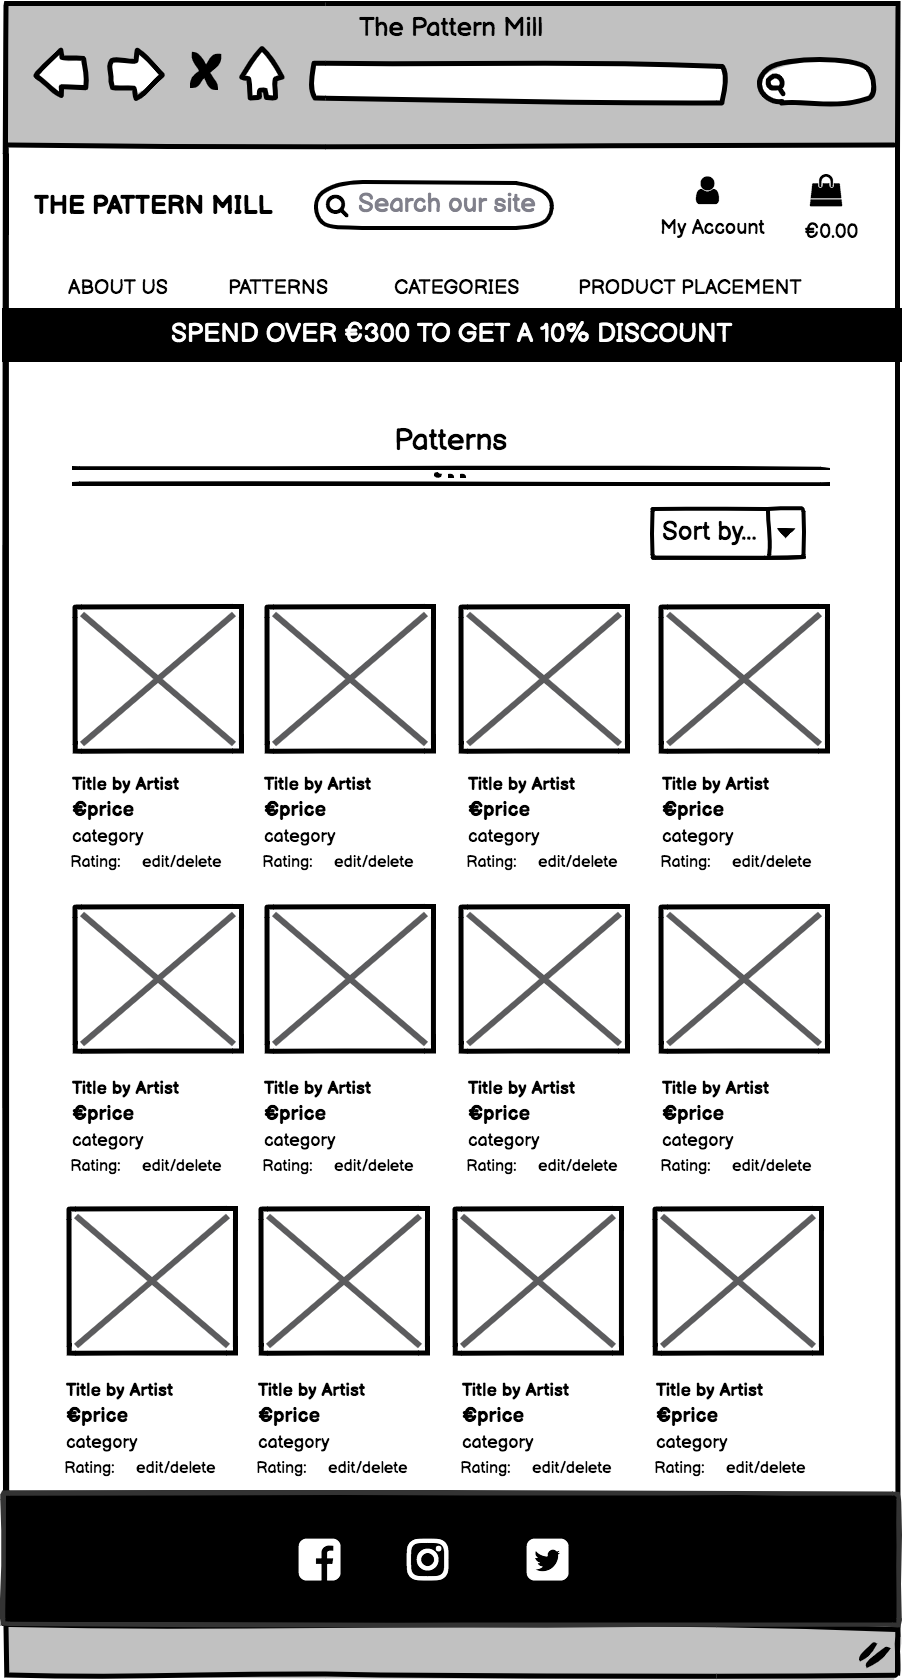 The Pattern Mill
THE PATTERN MILL
Search our site
My Account
€0.00
ABOUT US PATTERNS CATEGORIES PRODUCT PLACEMENT
SPEND OVER €300 TO GET A 10% DISCOUNT
Patterns
Sort by...
Title by Artist Title by Artist Title by Artist Title by Artist
€price €price €price €price
category category category category
Rating: edit/delete Rating: edit/delete Rating: edit/delete Rating: edit/delete
Title by Artist Title by Artist Title by Artist Title by Artist
€price €price €price €price
category category category category
Rating: edit/delete Rating: edit/delete Rating: edit/delete Rating: edit/delete
Title by Artist Title by Artist Title by Artist Title by Artist
€price €price €price €price
category category category category
Rating: edit/delete Rating: edit/delete Rating: edit/delete Rating: edit/delete